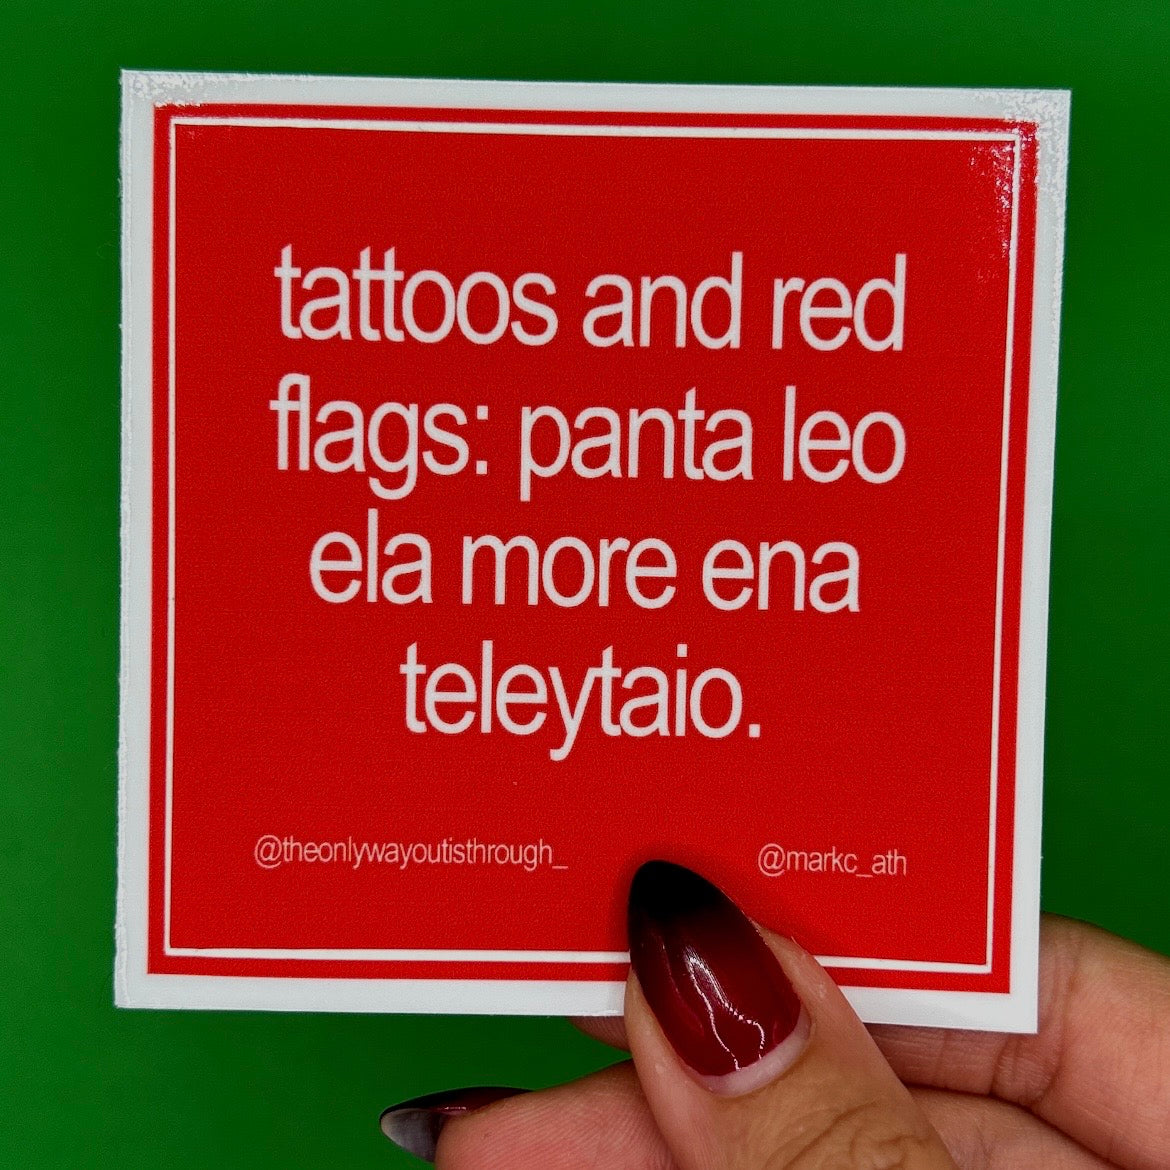 tattoos and red
flags: panta leo
ela more ena
teleytaio.
@theonlywayoutisthrough_ @markc_ath